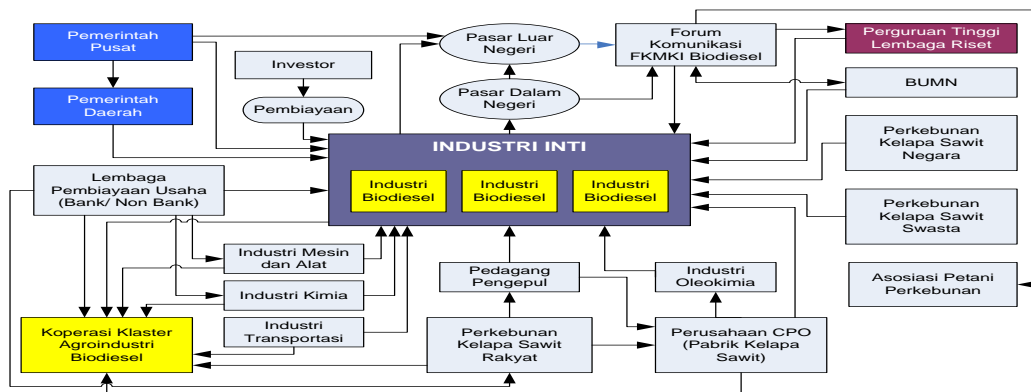 Pemerintah
Pusat
Pasar Luar
Negeri
Forum
Komunikasi
FKMKI Biodiesel
Perguruan Tinggi
Lembaga Riset
Investor
BUMN
Pemerintah
Daerah
Pembiayaan
Pasar Dalam
Negeri
INDUSTRI INTI
Perkebunan
Kelapa Sawit
Negara
Lembaga
Pembiayaan Usaha
(Bank/ Non Bank)
Industri
Biodiesel
Industri
Biodiesel
Industri
Biodiesel
Perkebunan
Kelapa Sawit
Swasta
Industri Mesin
dan Alat
Pedagang
Pengepul
Industri
Oleokimia
Asosiasi Petani
Perkebunan
Industri Kimia
Koperasi Klaster
Agroindustri
Biodiesel
Industri
Transportasi
Perkebunan
Kelapa Sawit
Rakyat
Perusahaan CPO
(Pabrik Kelapa
Sawit)